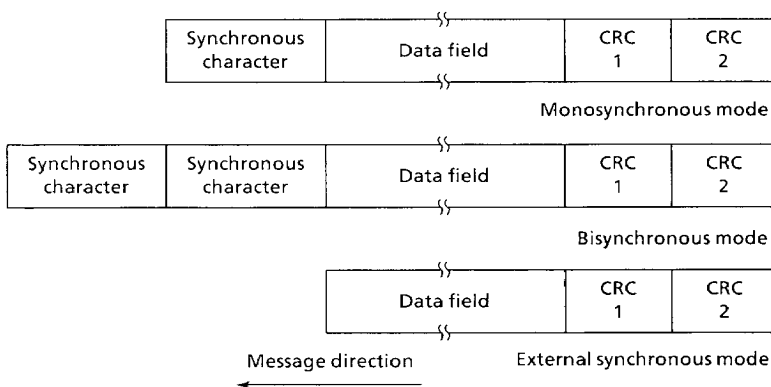 Synchronous character
Data field
CRC 1
CRC 2
Monosynchronous mode
Synchronous character
Synchronous character
Data field
CRC 1
CRC 2
Bisynchronous mode
Data field
CRC 1
CRC 2
Message direction
External synchronous mode